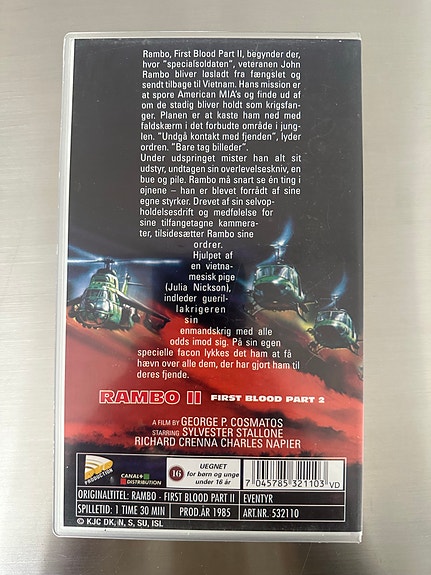 Rambo, First Blood Part II, begynder der,
hvor "specialsoldaten", veteranen John
Rambo bliver løsladt fra fængslet og
sendt tilbage til Vietnam. Hans mission er
at spore American MIA's og finde ud af
om de stadig bliver holdt som krigsfan-
ger. Planen er at kaste ham ned med
faldskærm i det forbudte område i jung-
len. "Undgå kontakt med fjenden", lyder
ordren. "Bare tag billeder".
Under udspringet mister han alt sit
udstyr, undtagen sin overlevelseskniv, en
bue og pile. Rambo må snart se én ting i
øjnene – han er blevet forrådt af sine
egne styrker. Drevet af sin selvop-
holdelsesdrift og medfølelse for
sine tilfangetagne kammera-
ter, tilsidesætter Rambo sine
ordrer.
Hjulpet af
en vietna-
mesisk pige
(Julia Nickson),
indleder gueril-
lakrigeren
sin
enmandskrig med alle
odds imod sig. På sin egen
specielle facon lykkes det ham at få
hævn over alle dem, der har gjort ham til
deres fjende.
RAMBO II FIRST BLOOD PART 2
A FILM BY GEORGE P. COSMATOS
STARRING SYLVESTER STALLONE
RICHARD CRENNA CHARLES NAPIER
PRODUCTION
CANAL+
DISTRIBUTION
16
UEGNET
for børn og unge
under 16 år
7 045785 321103 VD
ORIGINALTITEL: RAMBO - FIRST BLOOD PART II EVENTYR
SPILLETID: 1 TIME 30 MIN PROD.ÅR 1985 ART.NR. 532110
© KJC DK, N, S, SU, ISL